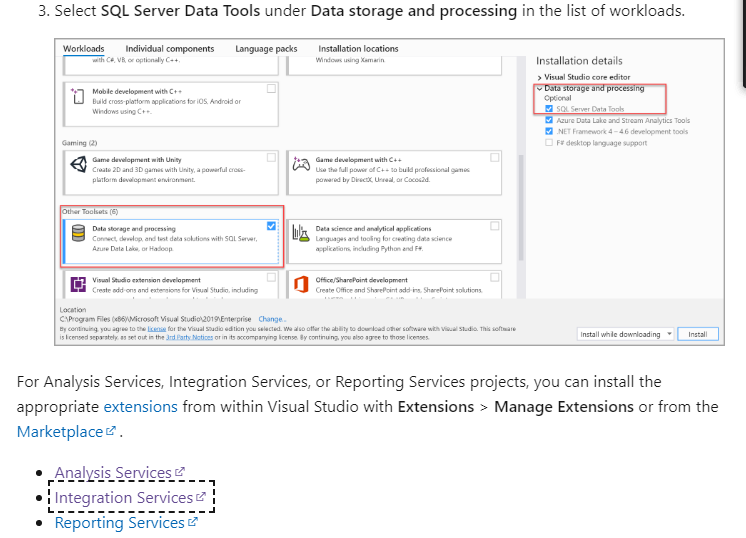 3. Select SQL Server Data Tools under Data storage and processing in the list of workloads.
Workloads Individual components Language packs Installation locations
with C#, VB, or optionally C++.
Windows using Xamarin.
Mobile development with C++
Build cross-platform applications for iOS, Android or
Windows using C++.
Gaming (2)
Game development with Unity
Create 2D and 3D games with Unity, a powerful cross-
platform development environment.
Game development with C++
Use the full power of C++ to build professional games
powered by DirectX, Unreal, or Cocos2d.
Other Toolsets (6)
Data storage and processing
Connect, develop, and test data solutions with SQL Server,
Azure Data Lake, or Hadoop.
Data science and analytical applications
Languages and tooling for creating data science
applications, including Python and F#.
Visual Studio extension development
Create add-ons and extensions for Visual Studio, including
Office/SharePoint development
Create Office and SharePoint add-ins, SharePoint solutions,
Installation details
Visual Studio core editor
Data storage and processing
Optional
SQL Server Data Tools
Azure Data Lake and Stream Analytics Tools
.NET Framework 4 – 4.6 development tools
F# desktop language support
Location
C:\Program Files (x86)\Microsoft Visual Studio\2019\Enterprise Change...
By continuing, you agree to the license for the Visual Studio edition you selected. We also offer the ability to download other software with Visual Studio. This software
is licensed separately, as set out in the 3rd Party Notices or in its accompanying license. By continuing, you also agree to those licenses.
Install while downloading Install
For Analysis Services, Integration Services, or Reporting Services projects, you can install the
appropriate extensions from within Visual Studio with Extensions > Manage Extensions or from the
Marketplace .
• Analysis Services
• Integration Services
• Reporting Services